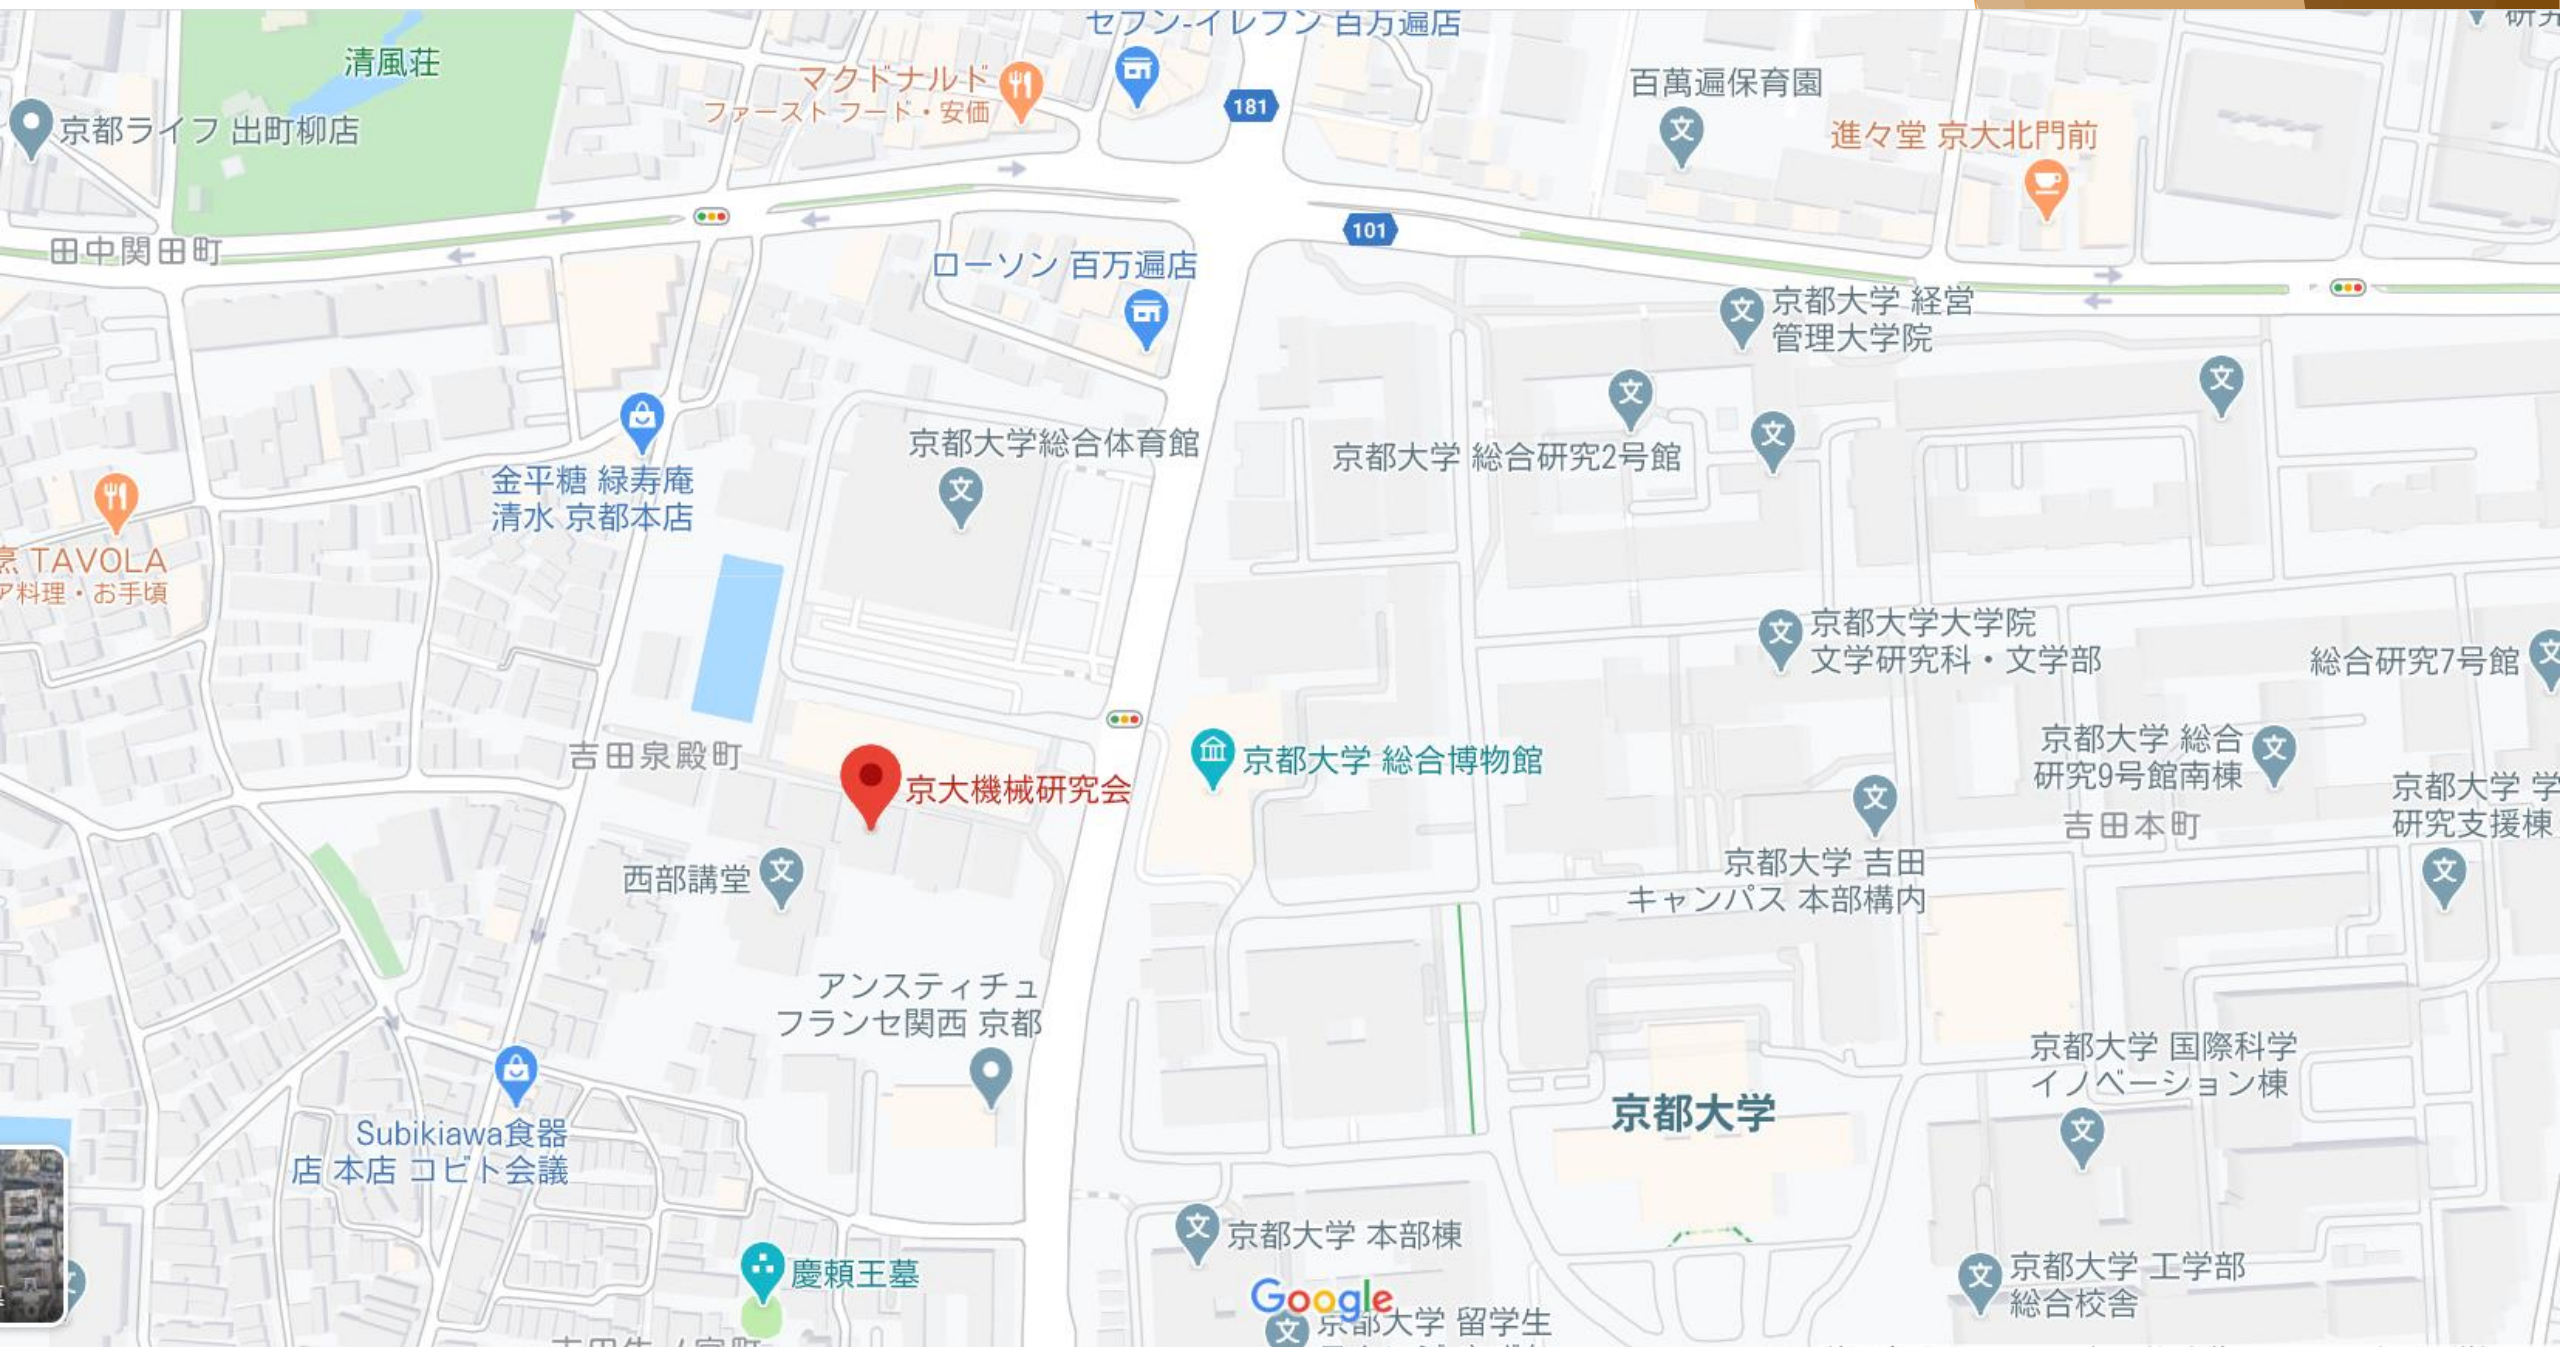 セブン-イレブン 百万遍店
清風荘
マクドナルド
ファースト フード・安価
181
百萬遍保育園
京都ライフ 出町柳店
進々堂 京大北門前
田中関田町
101
ローソン 百万遍店
京都大学 経営
管理大学院
京都大学総合体育館
京都大学 総合研究2号館
金平糖 緑寿庵
清水 京都本店
TAVOLA
ア料理・お手頃
京都大学大学院
文学研究科・文学部
総合研究7号館
吉田泉殿町
京大機械研究会
京都大学 総合博物館
京都大学 総合
研究9号館南棟
吉田本町
京都大学 学
研究支援棟
西部講堂
京都大学 吉田
キャンパス 本部構内
アンスティチュ
フランセ関西 京都
京都大学 国際科学
イノベーション棟
京都大学
Subikiawa食器
店 本店 コビト会議
京都大学 本部棟
慶頼王墓
京都大学 工学部
総合校舎
Google
京都大学 留学生